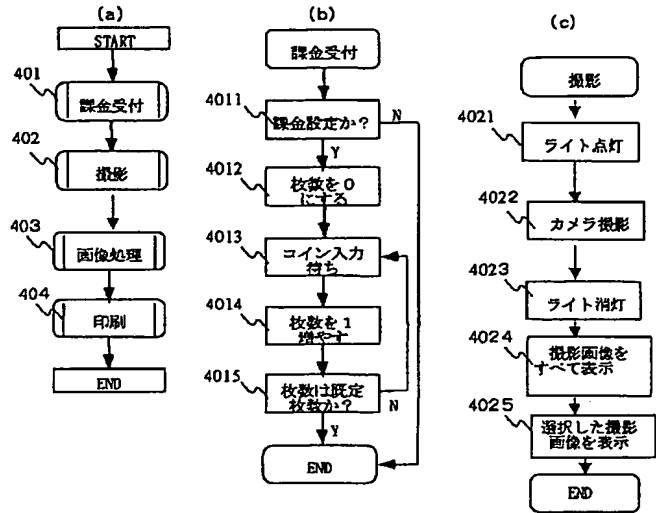 (a)
START
401
課金受付
402
撮影
403
画像処理
404
印刷
END
(b)
課金受付
4011
課金設定か？
N
Y
4012
枚数を０
にする
4013
コイン入力
待ち
4014
枚数を１
増やす
4015
枚数は既定
枚数か？
N
Y
END
(c)
撮影
4021
ライト点灯
4022
カメラ撮影
4023
ライト消灯
4024
撮影画像を
すべて表示
4025
選択した撮影
画像を表示
END